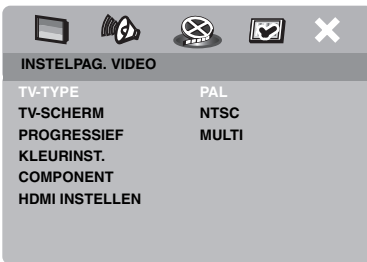 INSTELPAG. VIDEO
TV-TYPE PAL
TV-SCHERM NTSC
PROGRESSIEF MULTI
KLEURINST.
COMPONENT
HDMI INSTELLEN